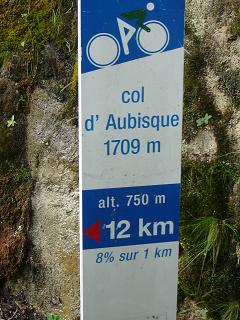 col
d' Aubisque
1709 m
alt. 750 m
12 km
8% sur 1 km